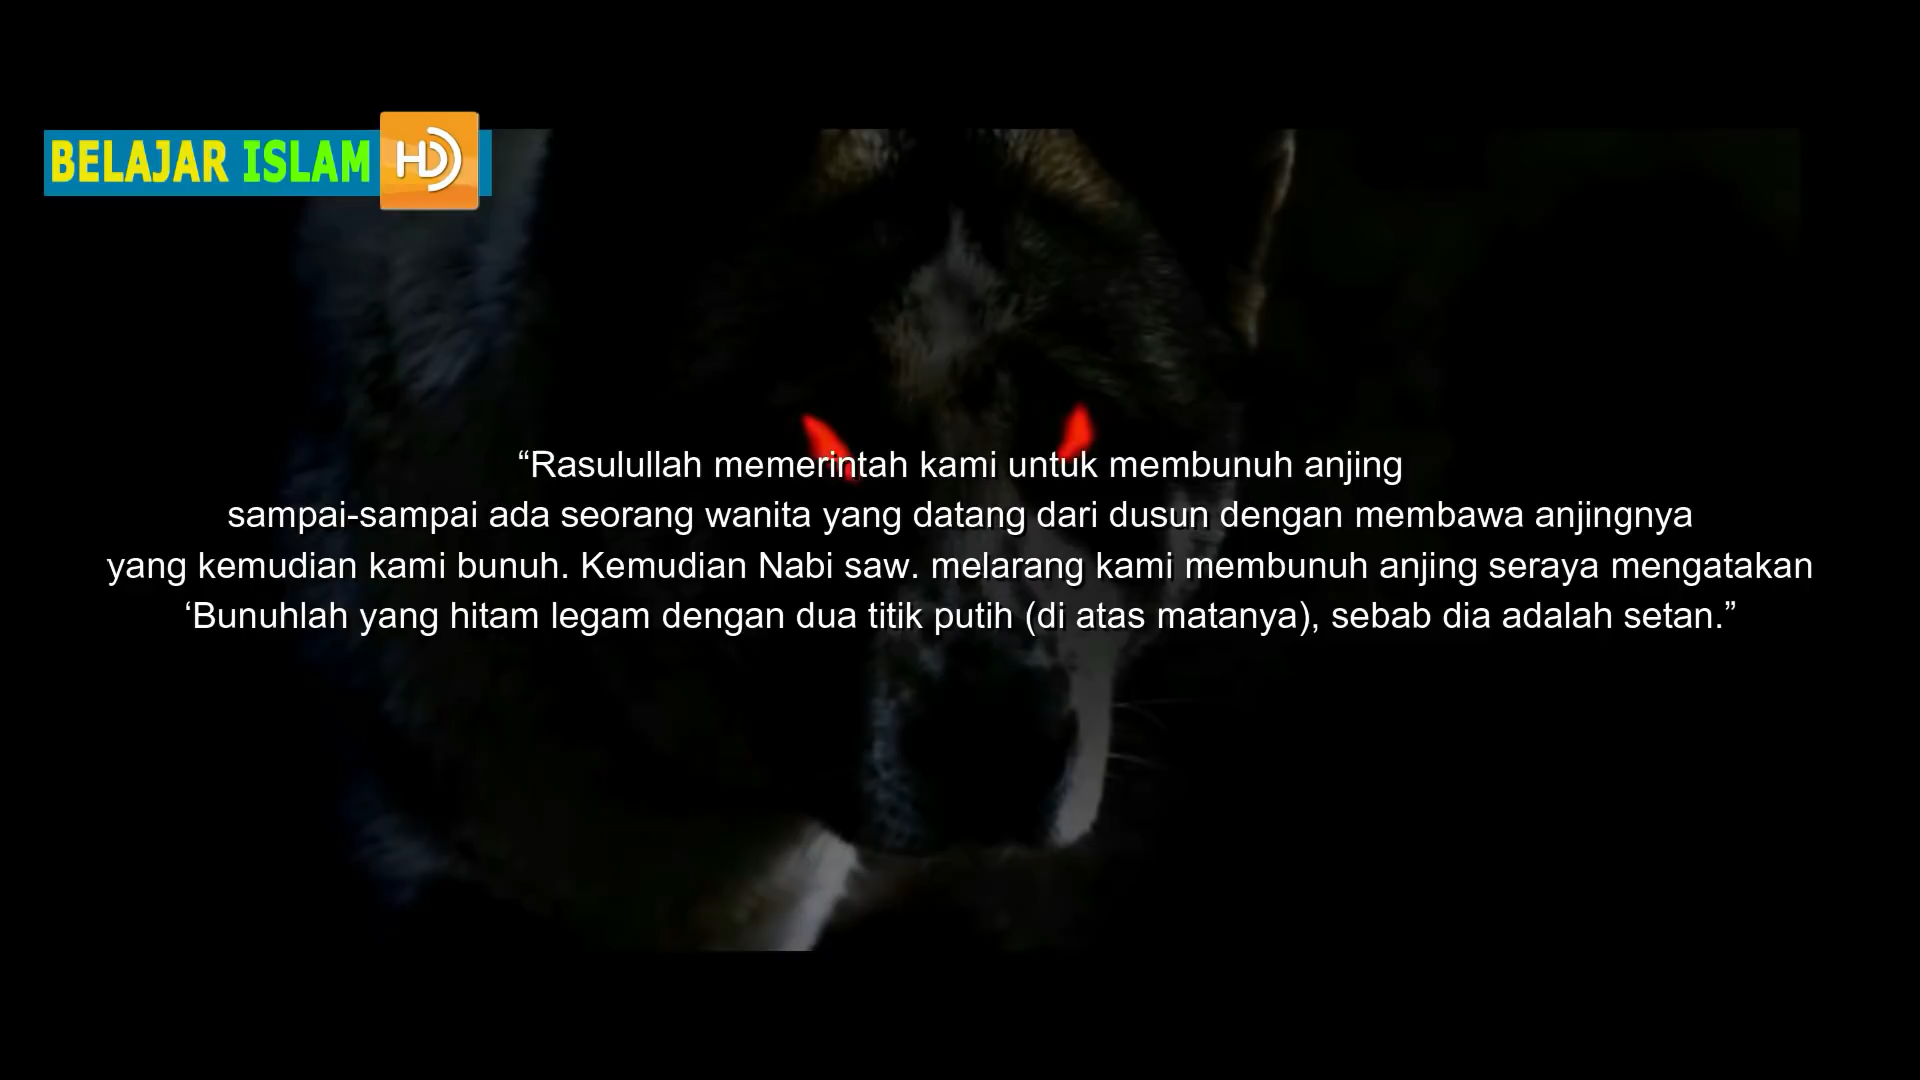 BELAJAR ISLAM HD
“Rasulullah memerintah kami untuk membunuh anjing
sampai-sampai ada seorang wanita yang datang dari dusun dengan membawa anjingnya
yang kemudian kami bunuh. Kemudian Nabi saw. melarang kami membunuh anjing seraya mengatakan
‘Bunuhlah yang hitam legam dengan dua titik putih (di atas matanya), sebab dia adalah setan.”